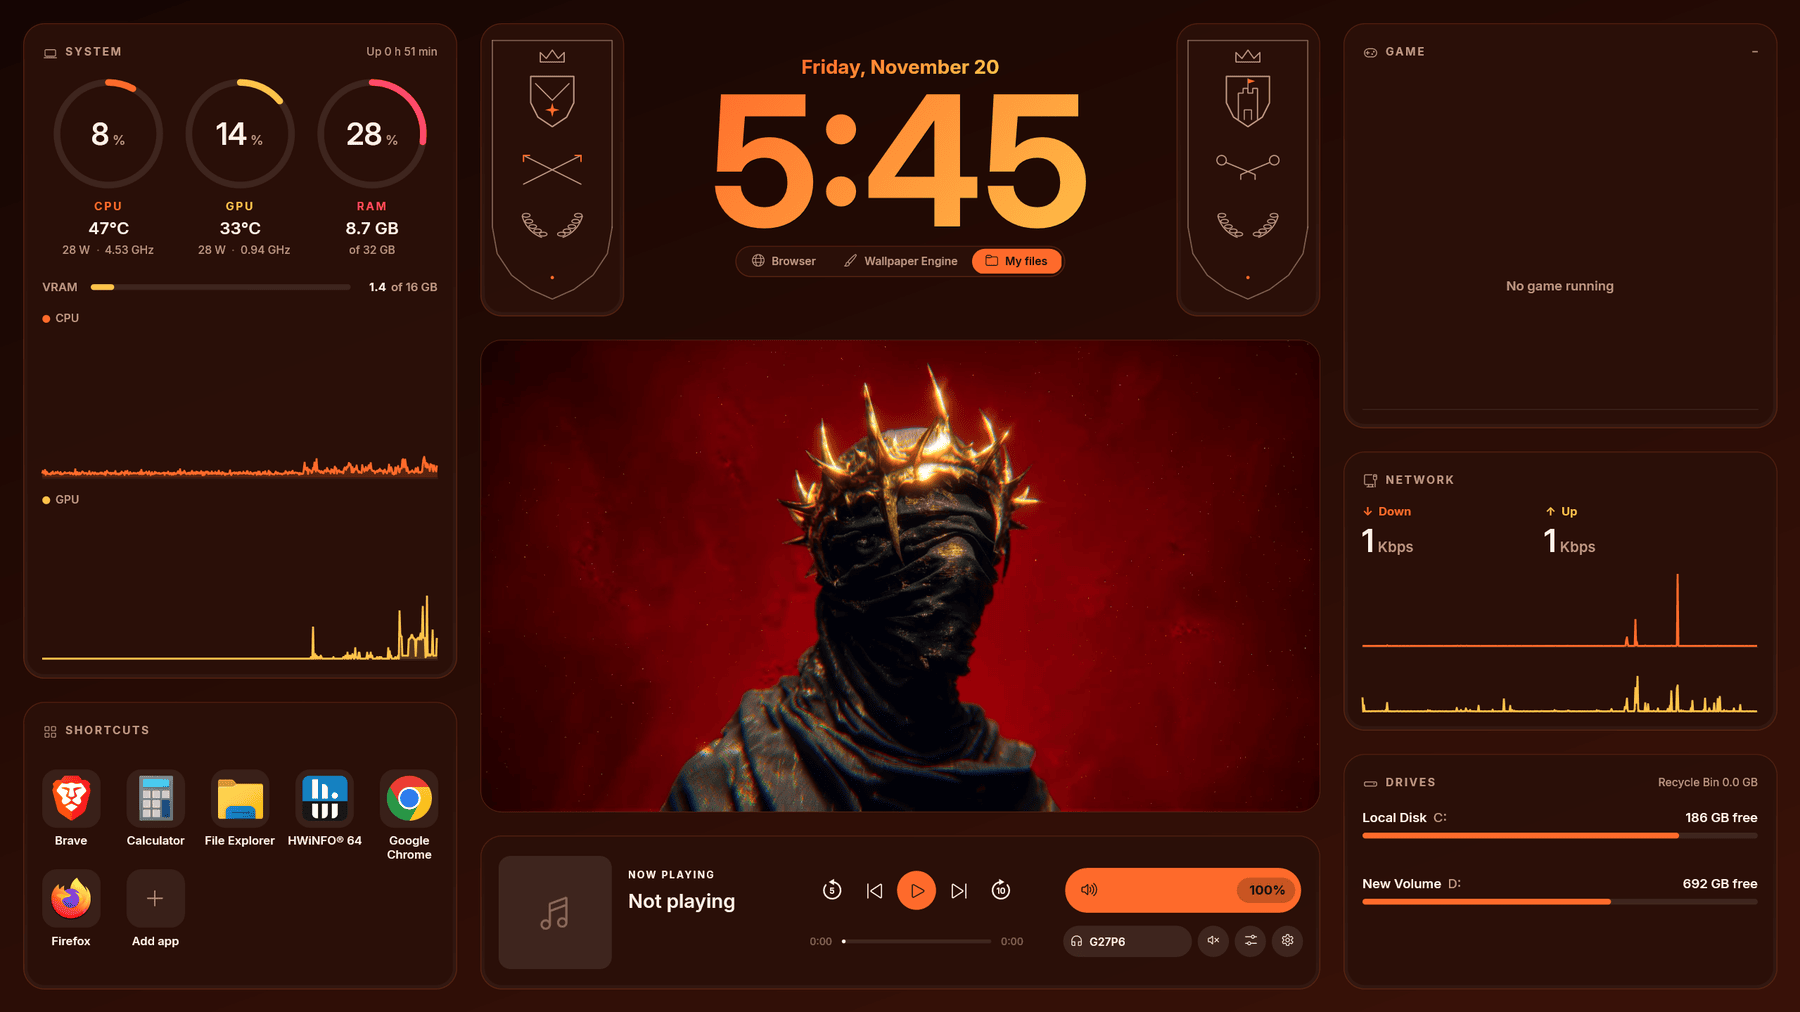 SYSTEM
Up 0 h 51 min
8 %
14 %
28 %
CPU
GPU
RAM
47°C
33°C
8.7 GB
28 W · 4.53 GHz
28 W · 0.94 GHz
of 32 GB
VRAM
1.4 of 16 GB
CPU
GPU
SHORTCUTS
Brave
Calculator
File Explorer
HWiNFO® 64
Google
Chrome
Firefox
Add app
Friday, November 20
5:45
Browser
Wallpaper Engine
My files
NOW PLAYING
Not playing
5
10
0:00
0:00
100%
G27P6
GAME
–
No game running
NETWORK
↓ Down
↑ Up
1 Kbps
1 Kbps
DRIVES
Recycle Bin 0.0 GB
Local Disk C:
186 GB free
New Volume D:
692 GB free